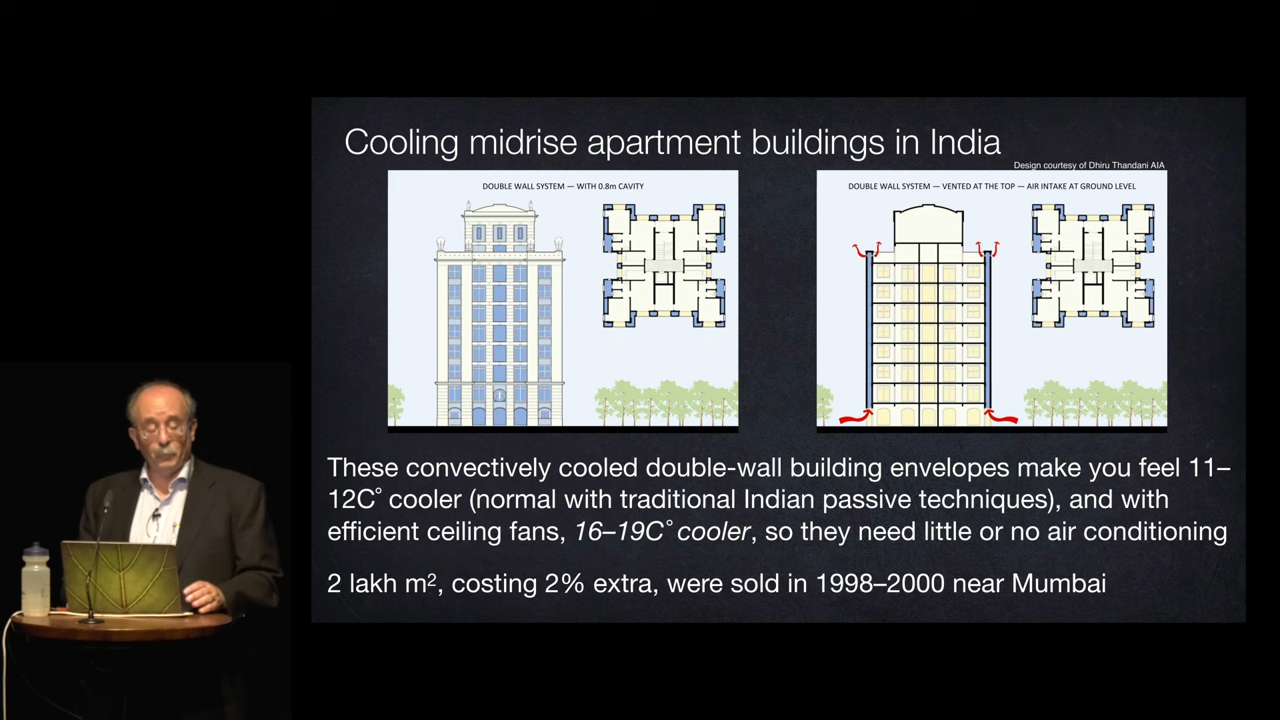 Cooling midrise apartment buildings in India
Design courtesy of Dhiru Thandani AIA
DOUBLE WALL SYSTEM — WITH 0.8m CAVITY
DOUBLE WALL SYSTEM — VENTED AT THE TOP — AIR INTAKE AT GROUND LEVEL
These convectively cooled double-wall building envelopes make you feel 11–
12C° cooler (normal with traditional Indian passive techniques), and with
efficient ceiling fans, 16–19C° cooler, so they need little or no air conditioning
2 lakh m², costing 2% extra, were sold in 1998–2000 near Mumbai